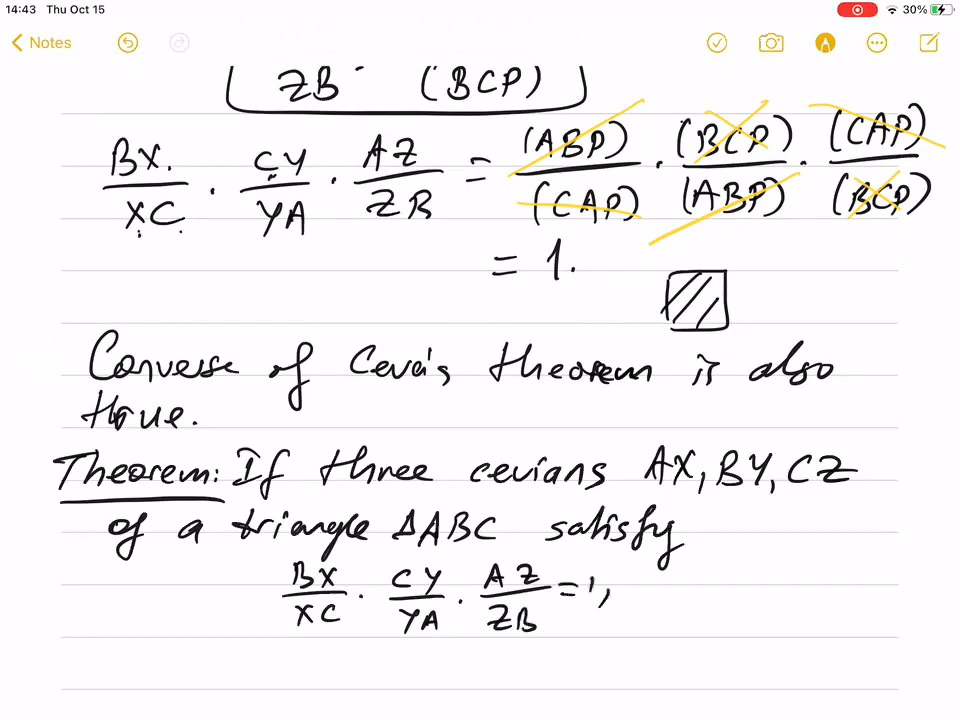 14:43 Thu Oct 15 30%
Notes
ZB (BCP)
BX. / XC · CY / YA · AZ / ZB = (ABP) / (CAP) · (BCP) / (ABP) · (CAP) / (BCP)
= 1.
Converse of Ceva's theorem is also
true.
Theorem: If three cevians AX, BY, CZ
of a triangle ΔABC satisfy
BX / XC · CY / YA · AZ / ZB = 1,